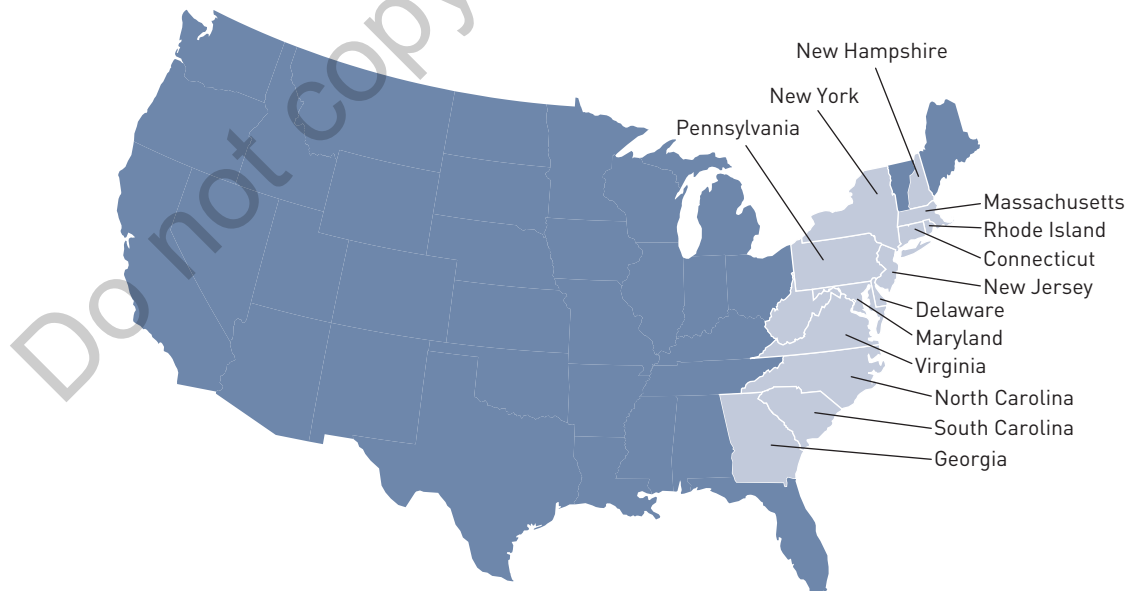 Do not copy
New Hampshire
New York
Pennsylvania
Massachusetts
Rhode Island
Connecticut
New Jersey
Delaware
Maryland
Virginia
North Carolina
South Carolina
Georgia